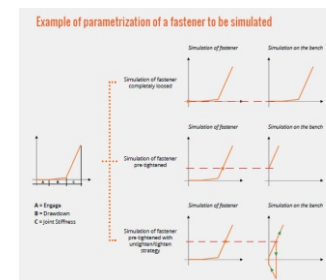 Example of parametrization of a fastener to be simulated
Simulation of fastener
Simulation on the bench
Simulation of fastener
completely loosed
Simulation of fastener
Simulation on the bench
Simulation of fastener
pre-tightened
A B C
A = Engage
B = Drawdown
C = Joint Stiffness
Simulation of fastener
Simulation on the bench
Simulation of fastener
pre-tightened with
untighten/tighten
strategy